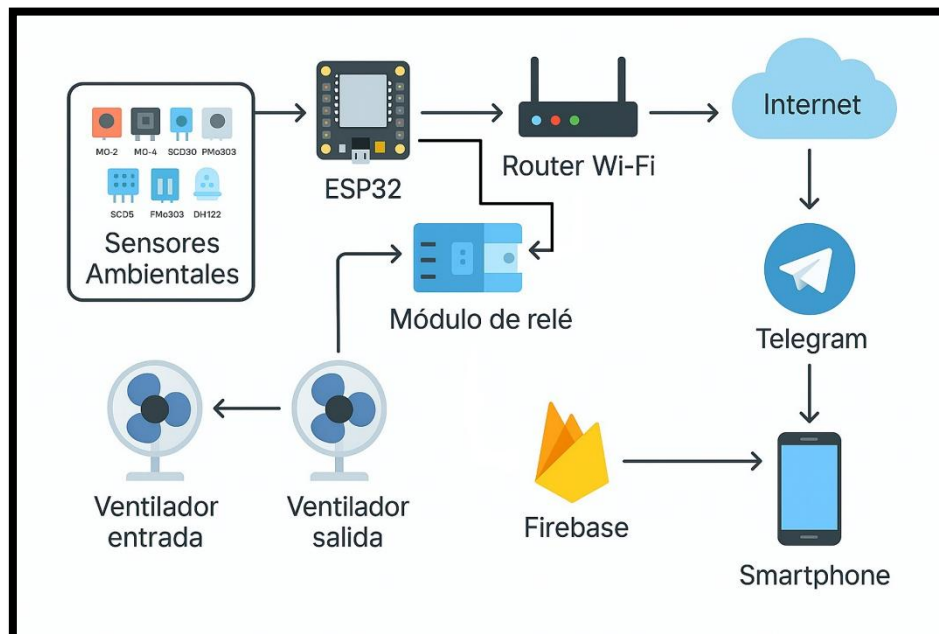 MO-2 MO-4 SCD30 PMo303
SCD5 FMo303 DH122
Sensores
Ambientales
ESP32
Router Wi-Fi
Internet
Módulo de relé
Telegram
Ventilador
entrada
Ventilador
salida
Firebase
Smartphone